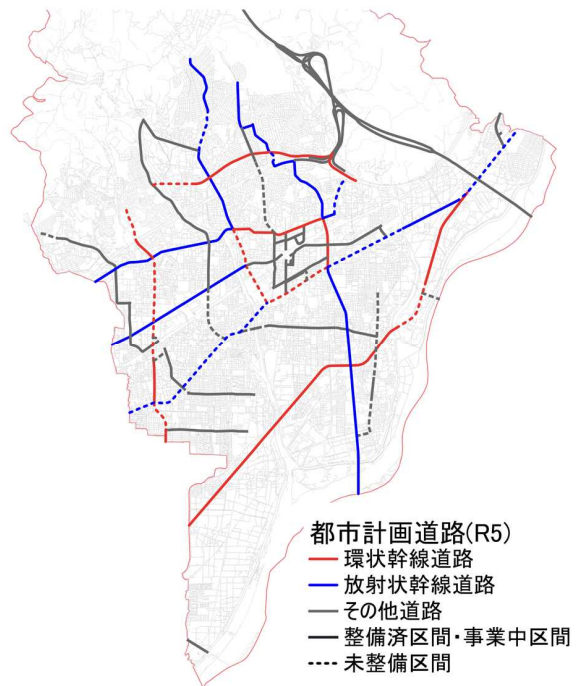 都市計画道路(R5)
環状幹線道路
放射状幹線道路
その他道路
整備済区間・事業中区間
未整備区間